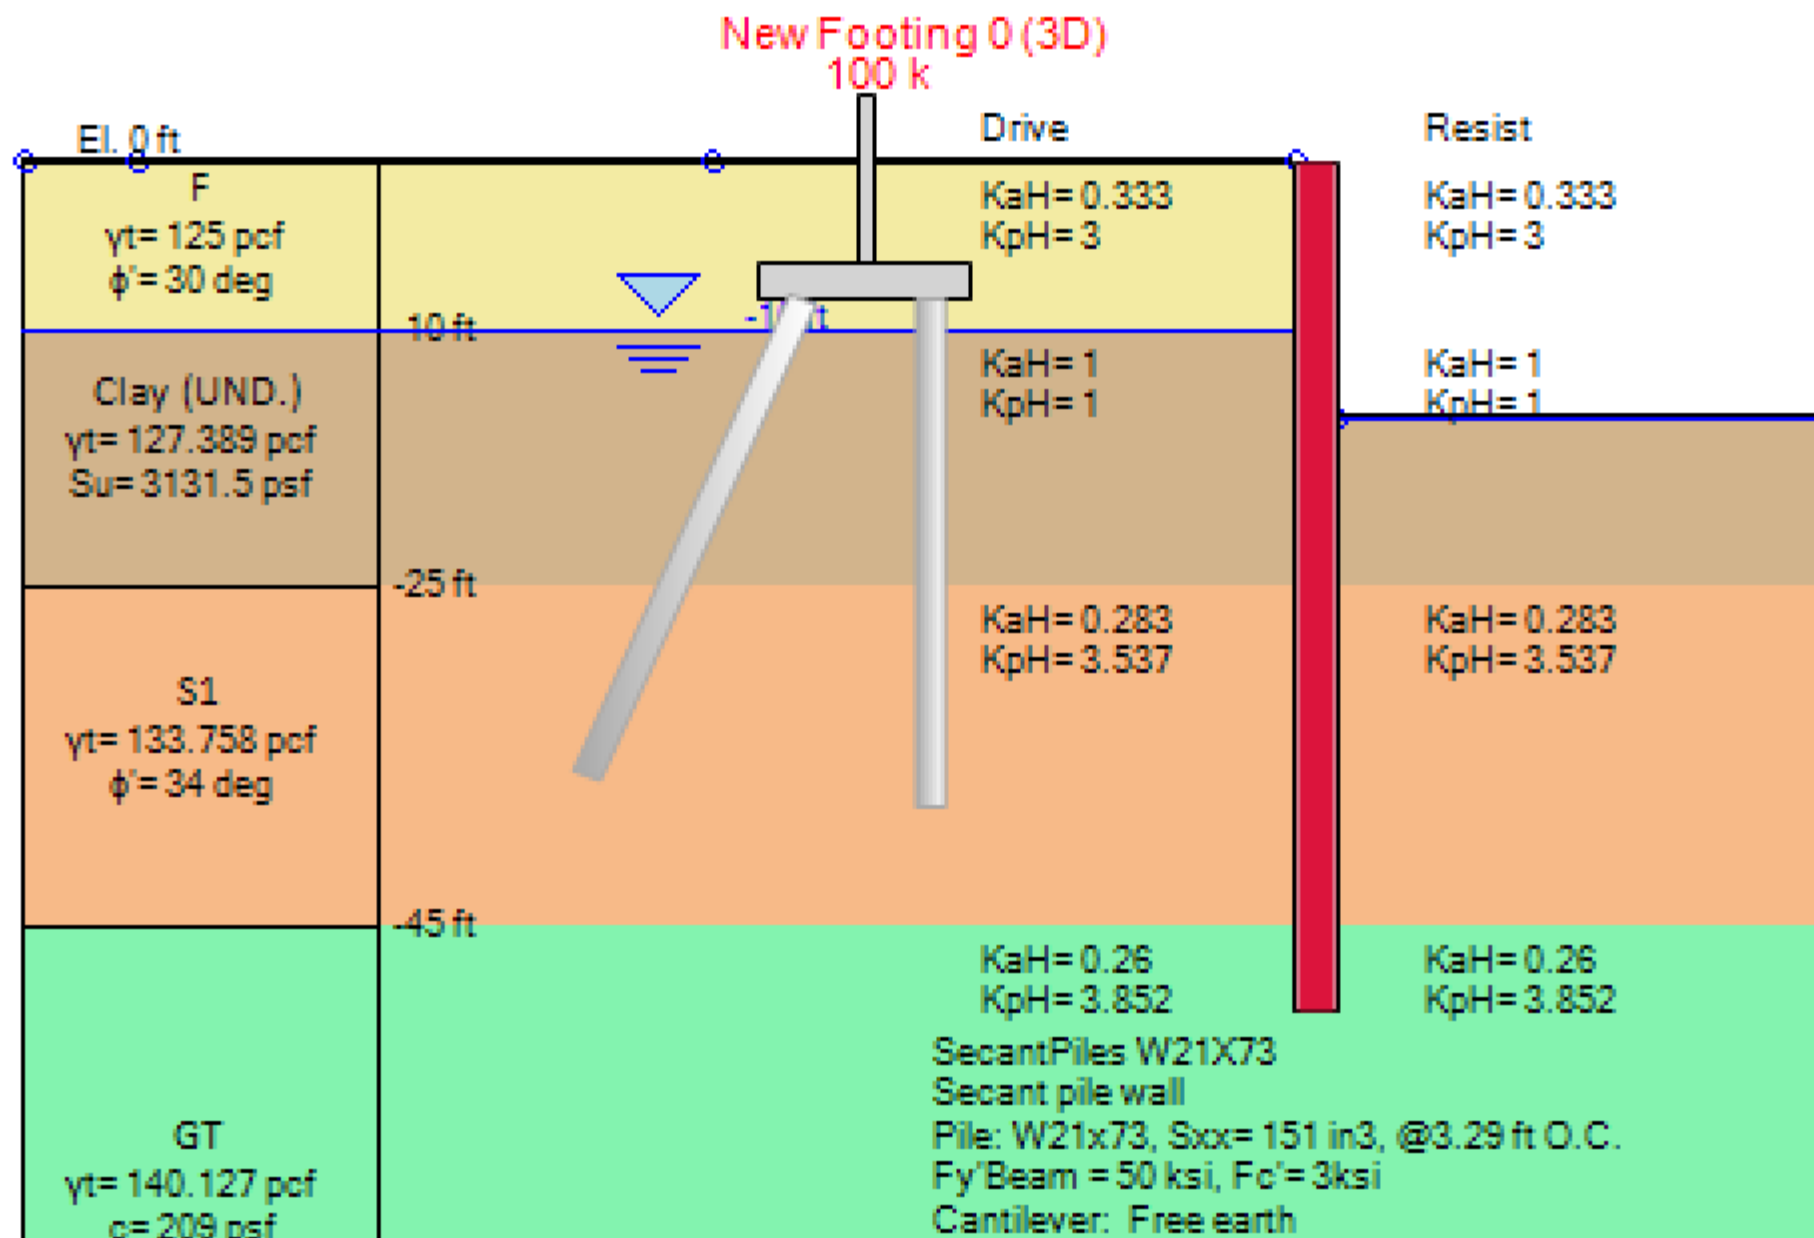 New Footing 0 (3D)
100 k
El. 0 ft
Drive
Resist
F
γt= 125 pcf
ϕ'= 30 deg
KaH= 0.333
KpH= 3
KaH= 0.333
KpH= 3
-10 ft
Clay (UND.)
γt= 127.389 pcf
Su= 3131.5 psf
KaH= 1
KpH= 1
KaH= 1
KpH= 1
-25 ft
S1
γt= 133.758 pcf
ϕ'= 34 deg
KaH= 0.283
KpH= 3.537
KaH= 0.283
KpH= 3.537
-45 ft
KaH= 0.26
KpH= 3.852
KaH= 0.26
KpH= 3.852
GT
γt= 140.127 pcf
c= 209 psf
SecantPiles W21X73
Secant pile wall
Pile: W21x73, Sxx= 151 in3, @3.29 ft O.C.
Fy'Beam = 50 ksi, Fc'= 3ksi
Cantilever: Free earth